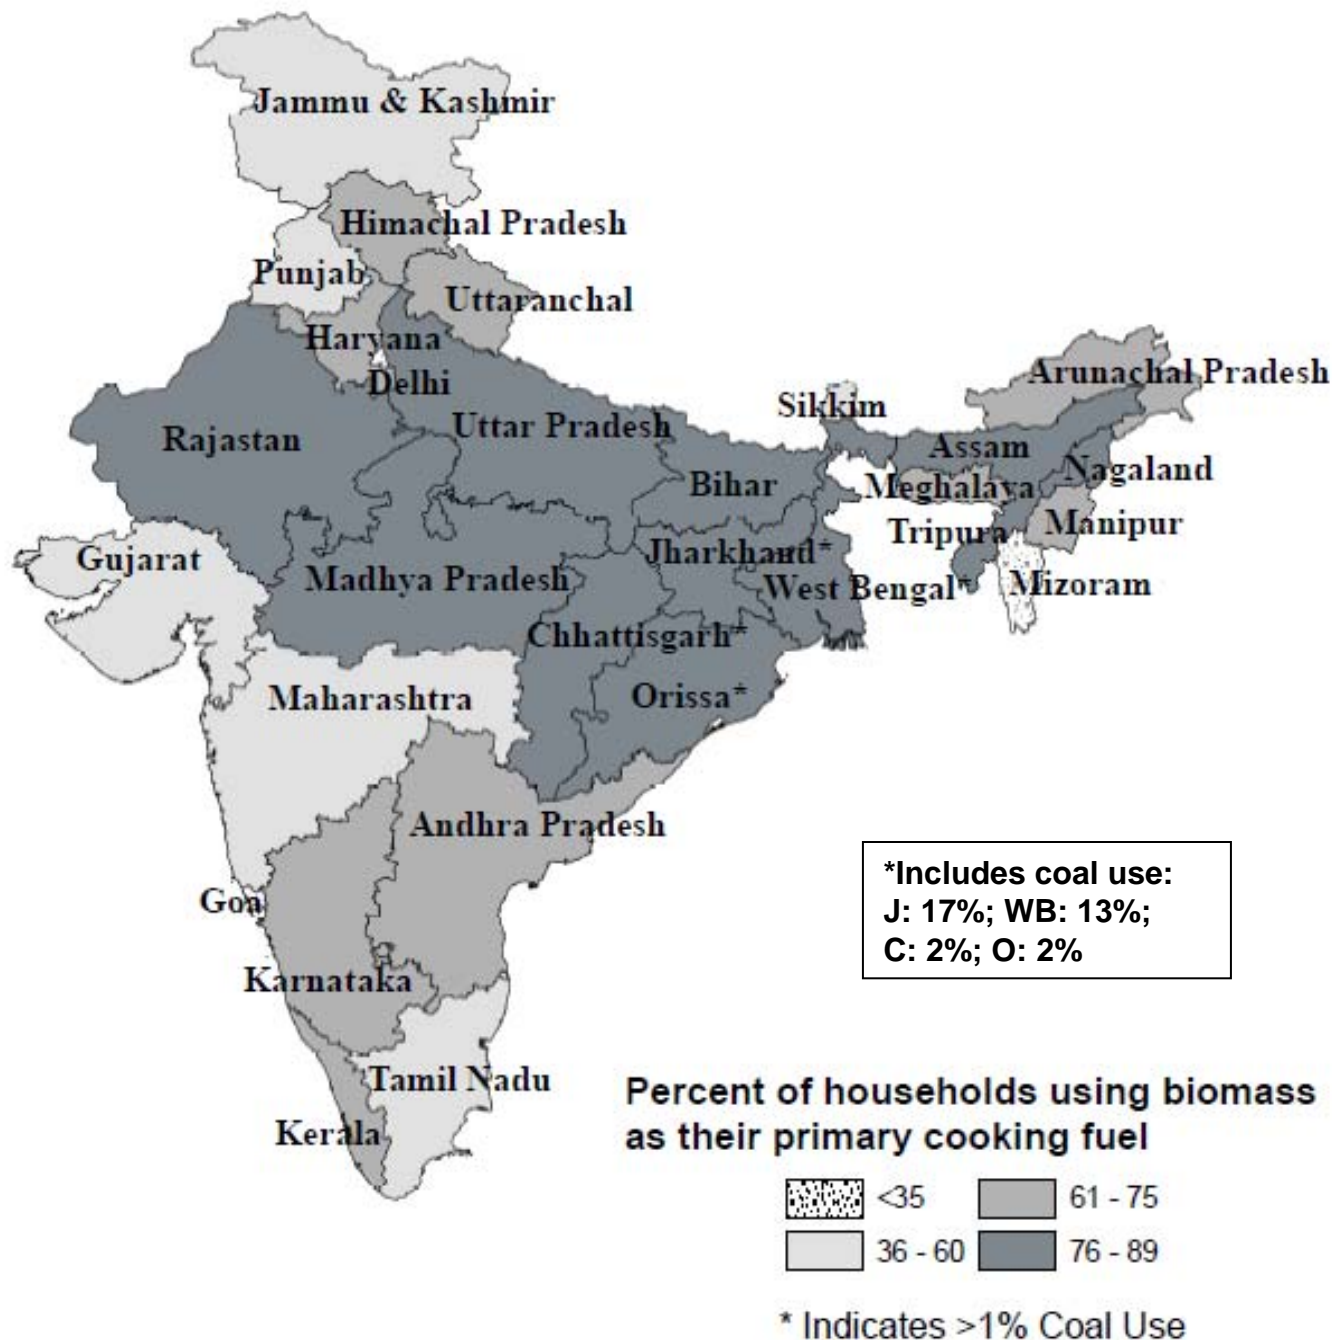 Jammu & Kashmir
Himachal Pradesh
Punjab
Uttaranchal
Haryana
Delhi
Arunachal Pradesh
Sikkim
Rajastan
Uttar Pradesh
Assam
Nagaland
Bihar
Meghalaya
Manipur
Tripura
Gujarat
Jharkhand*
Madhya Pradesh
West Bengal*
Mizoram
Chhattisgarh*
Maharashtra
Orissa*
Andhra Pradesh
Goa
Karnataka
Tamil Nadu
Kerala
*Includes coal use:
J: 17%; WB: 13%;
C: 2%; O: 2%
Percent of households using biomass
as their primary cooking fuel
<35 61 - 75
36 - 60 76 - 89
* Indicates >1% Coal Use